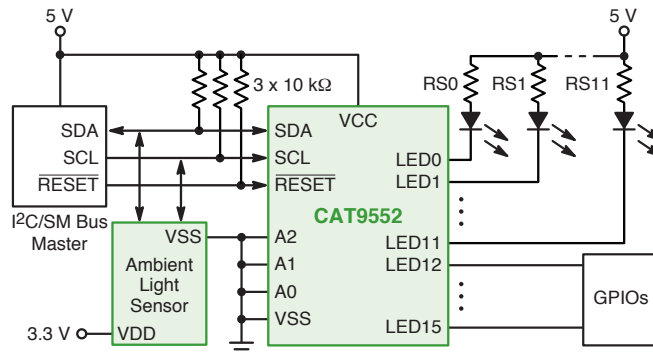 5 V
5 V
3 x 10 kΩ
RS0
RS1
RS11
VCC
SDA
SCL
RESET
I²C/SM Bus
Master
SDA
SCL
RESET
CAT9552
LED0
LED1
LED11
LED12
LED15
A2
A1
A0
VSS
VSS
Ambient
Light
Sensor
VDD
3.3 V
GPIOs